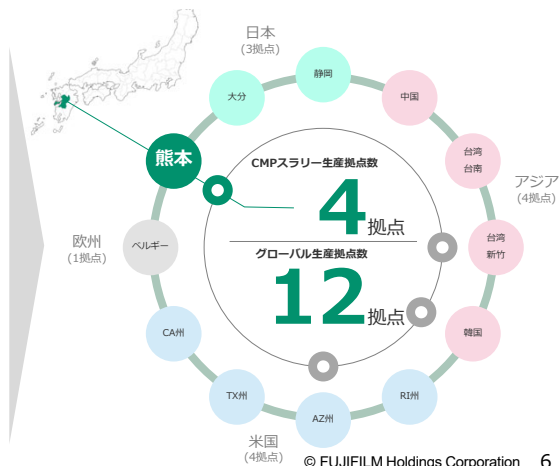 日本
(3拠点)
静岡
大分
中国
熊本
CMPスラリー生産拠点数
4拠点
台湾
台南
アジア
(4拠点)
欧州
(1拠点)
ベルギー
グローバル生産拠点数
12拠点
台湾
新竹
CA州
韓国
TX州
RI州
AZ州
米国
(4拠点)
© FUJIFILM Holdings Corporation 6